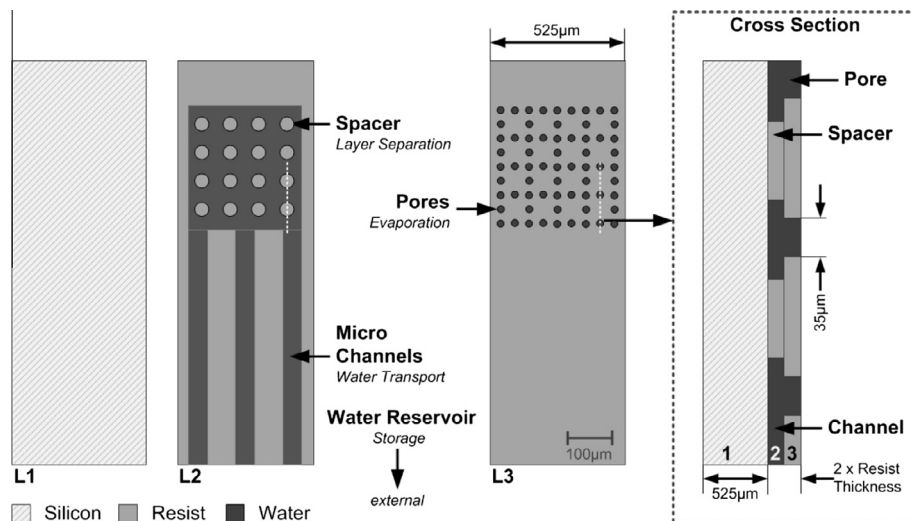 525µm
Cross Section
Pore
Spacer
Layer Separation
Spacer
Pores
Evaporation
35µm
Micro
Channels
Water Transport
Water Reservoir
Storage
external
100µm
Channel
1
2
3
2 x Resist
Thickness
525µm
L1
L2
L3
Silicon
Resist
Water